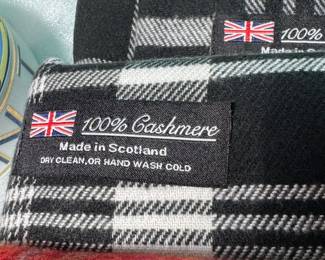 100%
Made in
100% Cashmere
Made in Scotland
DRY CLEAN, OR HAND WASH COLD